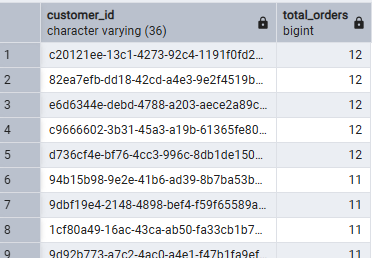 customer_id total_orders
character varying (36) bigint
1 c20121ee-13c1-4273-92c4-1191f0fd2... 12
2 82ea7efb-dd18-42cd-a4e3-9e2f4519b... 12
3 e6d6344e-debd-4788-a203-aece2a89c... 12
4 c9666602-3b31-45a3-a19b-61365fe80... 12
5 d736cf4e-bf76-4cc3-996c-8db1de150... 12
6 94b15b98-9e2e-41b6-ad39-8b7ba53b... 11
7 9dbf19e4-2148-4898-bef4-f59f65589a... 11
8 1cf80a49-16ac-43ca-ab50-fa33cb1b7... 11
9 9d92b773-a7c2-4ac0-a4e1-f47b1fa9ef... 11